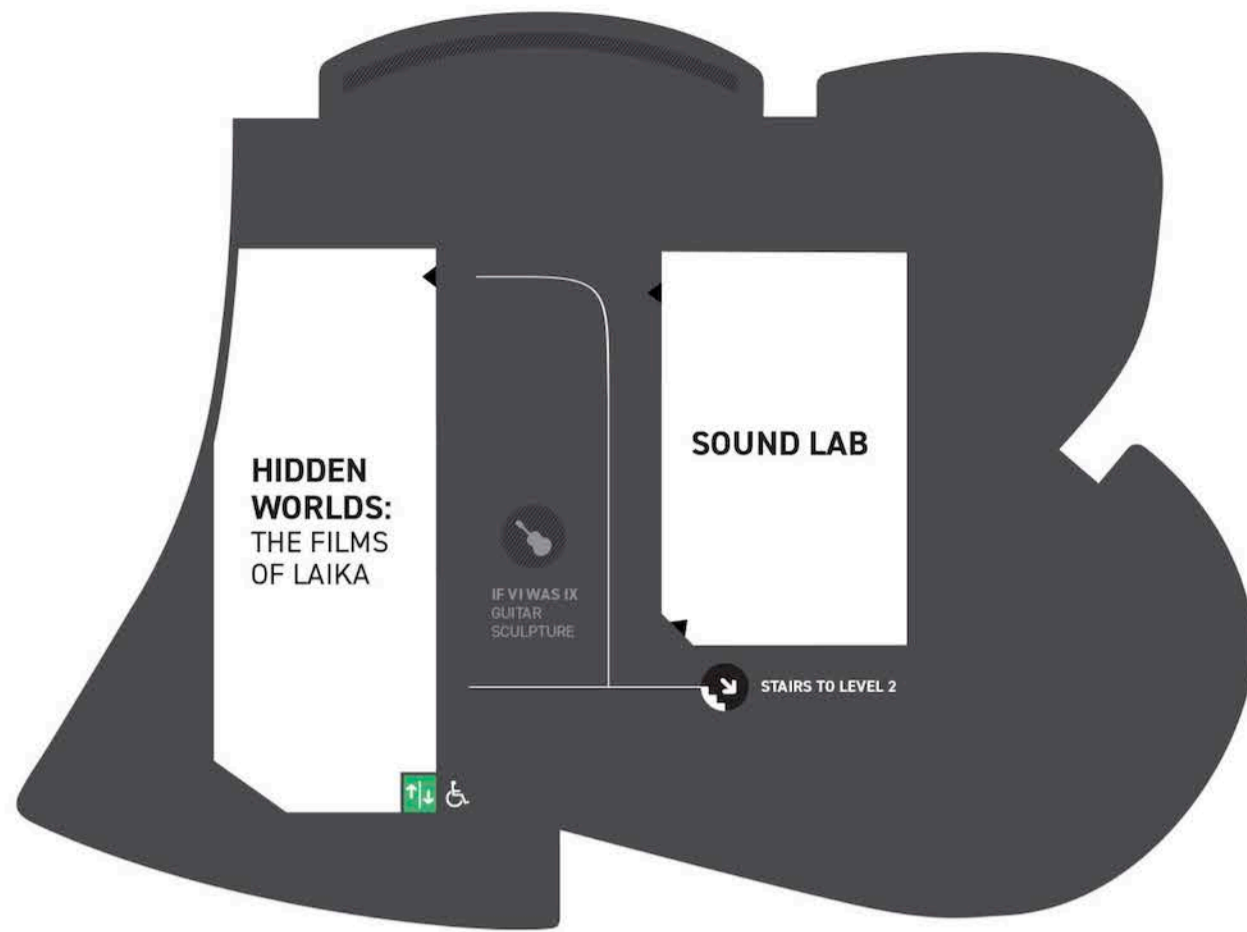 HIDDEN
WORLDS:
THE FILMS
OF LAIKA
SOUND LAB
IF VI WAS IX
GUITAR
SCULPTURE
STAIRS TO LEVEL 2